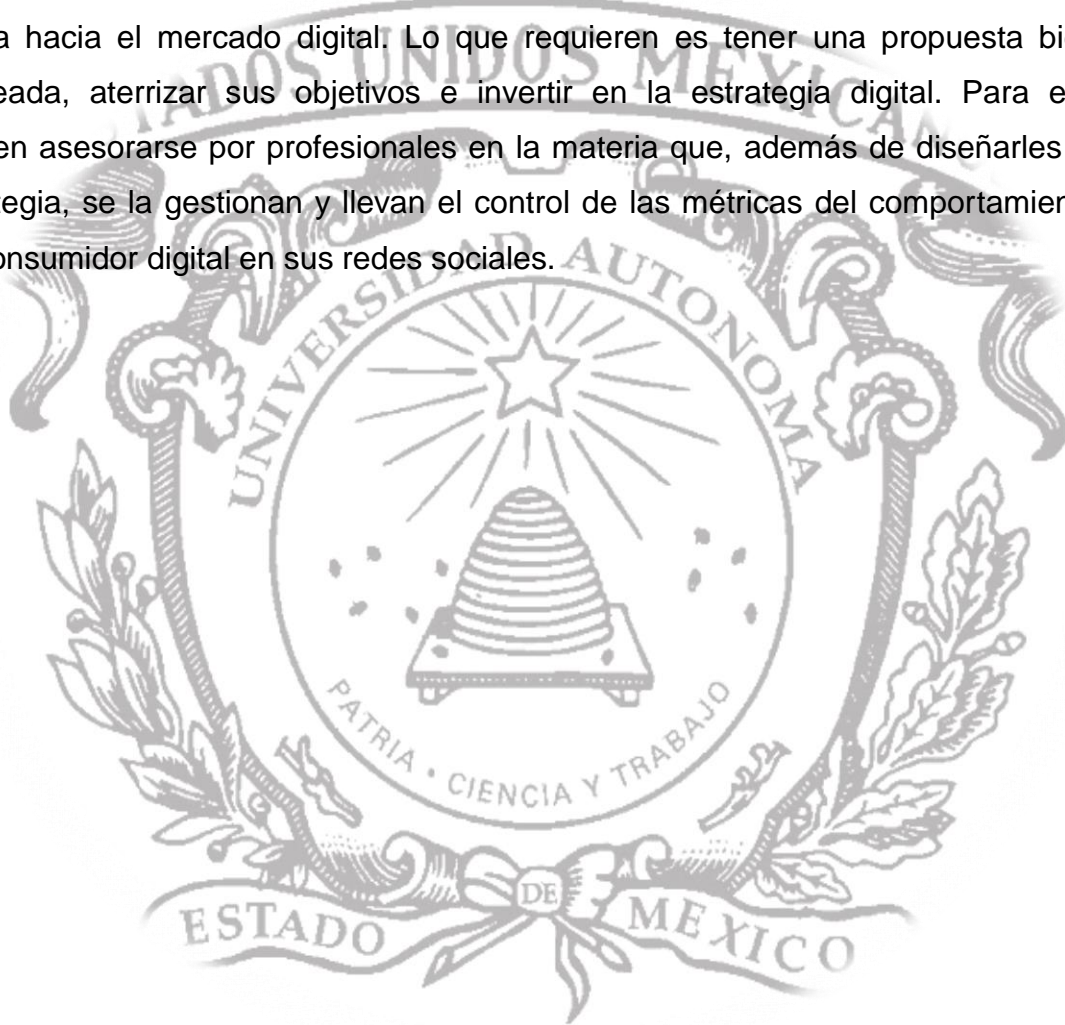 a hacia el mercado digital. Lo que requieren es tener una propuesta bi
eada, aterrizar sus objetivos e invertir en la estrategia digital. Para e
en asesorarse por profesionales en la materia que, además de diseñarles
tegia, se la gestionan y llevan el control de las métricas del comportamien
onsumidor digital en sus redes sociales.
TADOS UNIDOS MEXICA
UNIVERSIDAD AUTONOMA
PATRIA • CIENCIA Y TRABAJO
DE
ESTADO MEXICO